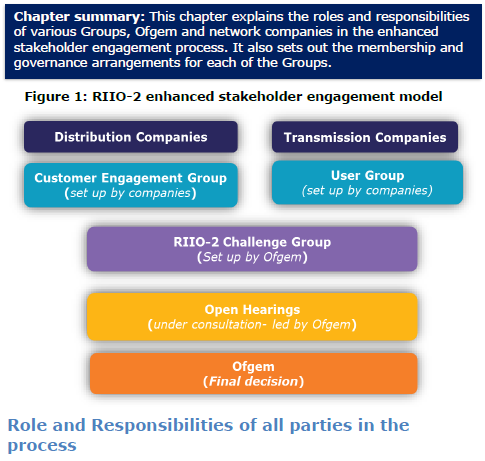 Chapter summary: This chapter explains the roles and responsibilities
of various Groups, Ofgem and network companies in the enhanced
stakeholder engagement process. It also sets out the membership and
governance arrangements for each of the Groups.
Figure 1: RIIO-2 enhanced stakeholder engagement model
Distribution Companies
Transmission Companies
Customer Engagement Group
(set up by companies)
User Group
(set up by companies)
RIIO-2 Challenge Group
(Set up by Ofgem)
Open Hearings
(under consultation- led by Ofgem)
Ofgem
(Final decision)
Role and Responsibilities of all parties in the
process